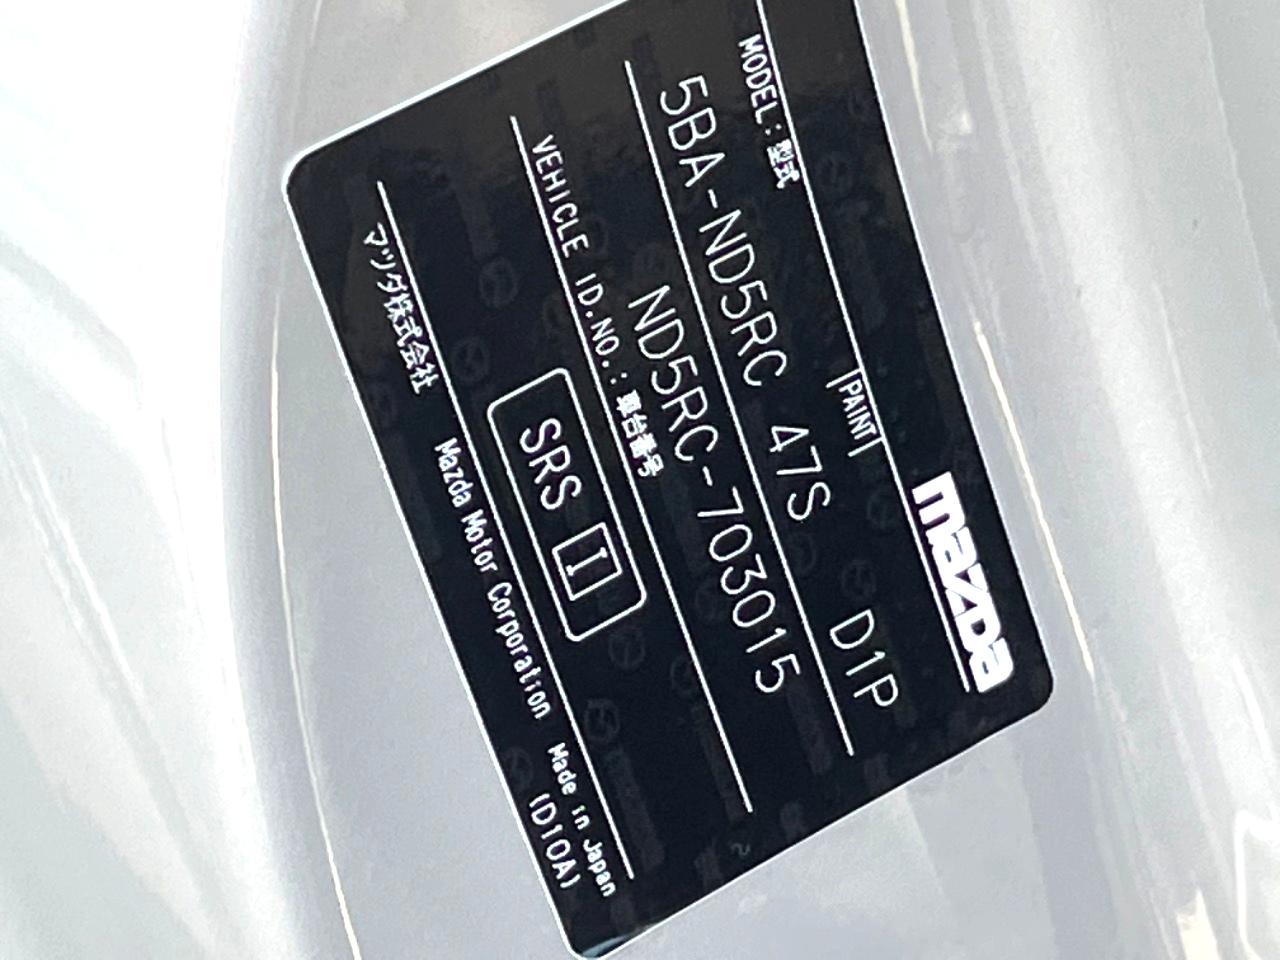 mazda
PAINT
MODEL:型式
5BA-ND5RC 47S D1P
VEHICLE ID.NO.:車台番号
ND5RC-703015
SRS I
マツダ株式会社 Mazda Motor Corporation Made in Japan
(D10A)